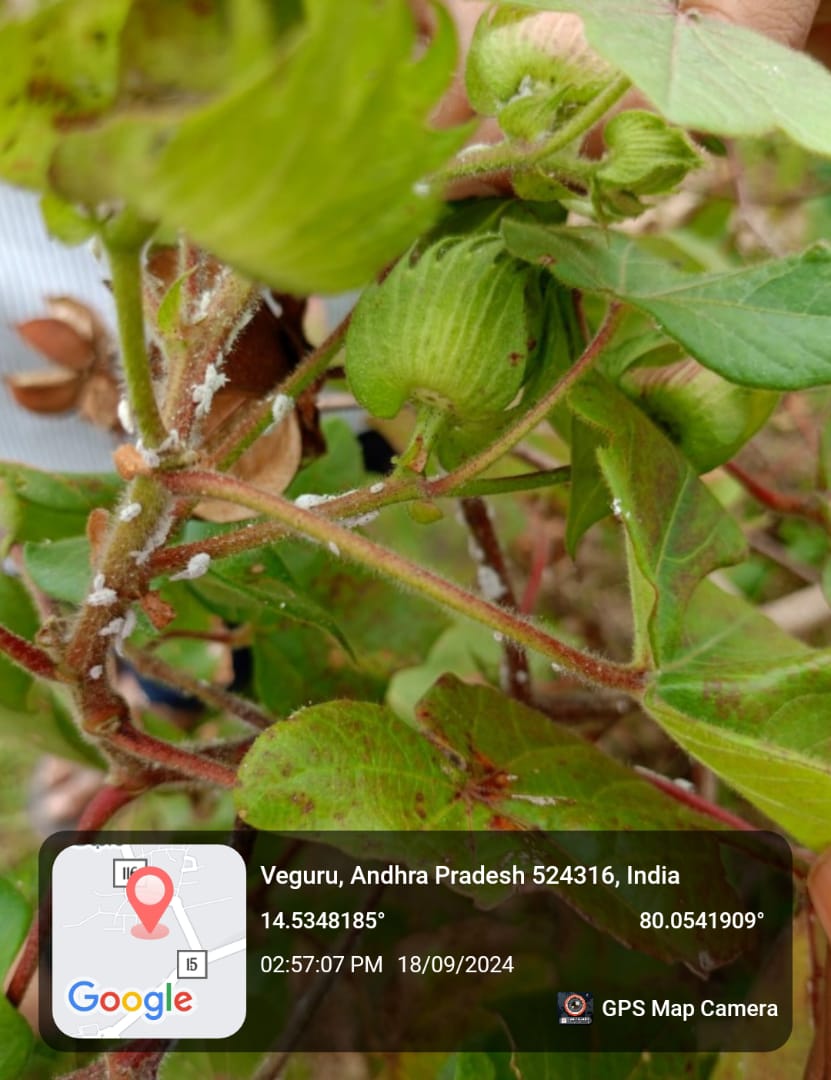 Veguru, Andhra Pradesh 524316, India
14.5348185° 80.0541909°
02:57:07 PM 18/09/2024
GPS Map Camera
15
Google